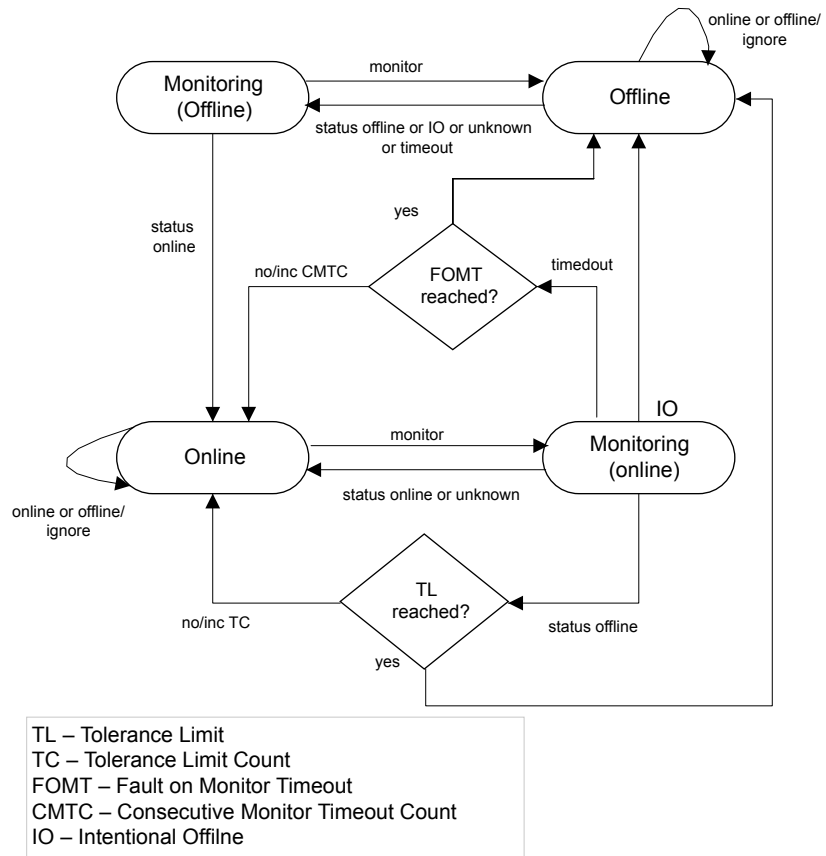 online or offline/
ignore
Monitoring
(Offline)
monitor
Offline
status offline or IO or unknown
or timeout
status
online
yes
no/inc CMTC
FOMT
reached?
timedout
IO
Online
monitor
Monitoring
(online)
status online or unknown
online or offline/
ignore
TL
reached?
no/inc TC
status offline
yes
TL – Tolerance Limit
TC – Tolerance Limit Count
FOMT – Fault on Monitor Timeout
CMTC – Consecutive Monitor Timeout Count
IO – Intentional Offilne